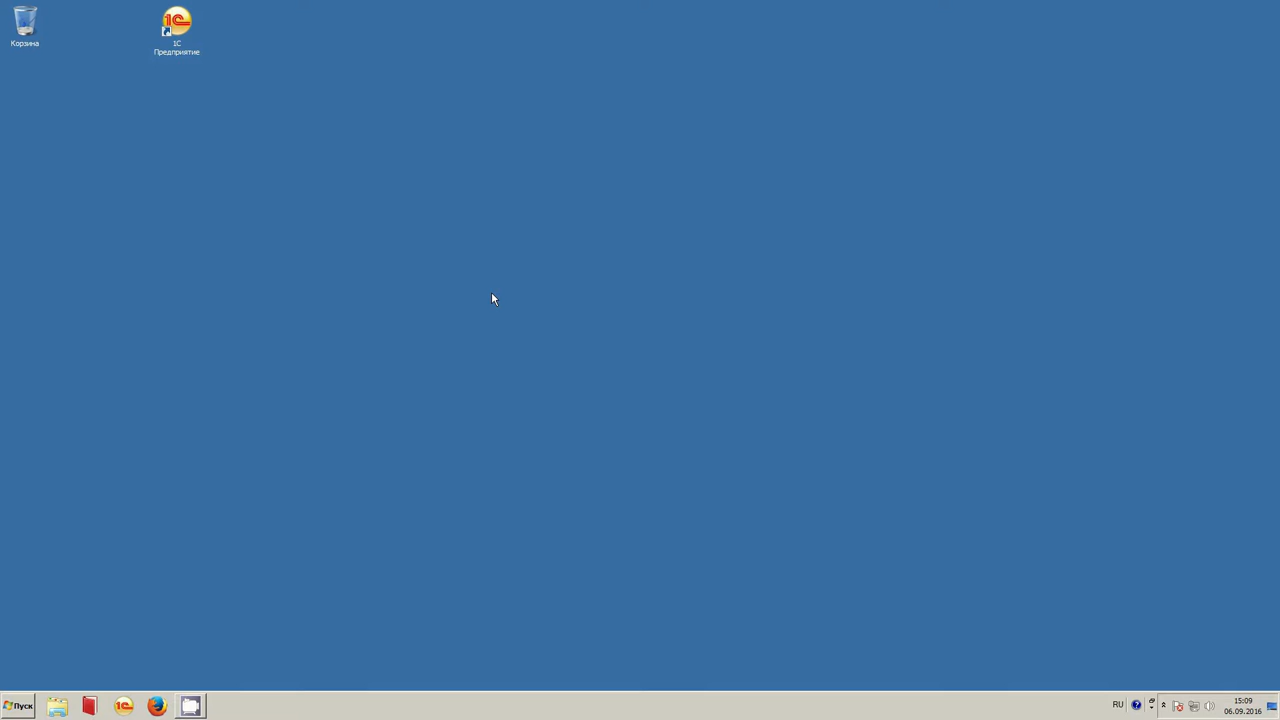 Корзина
1С
Предприятие
Пуск
RU
15:09
06.09.2016